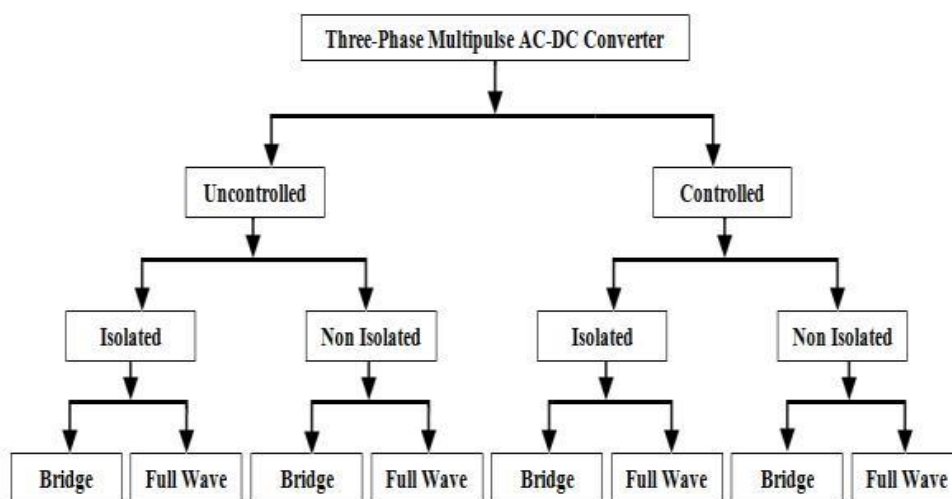 Three-Phase Multipulse AC-DC Converter
Uncontrolled
Controlled
Isolated
Non Isolated
Isolated
Non Isolated
Bridge
Full Wave
Bridge
Full Wave
Bridge
Full Wave
Bridge
Full Wave